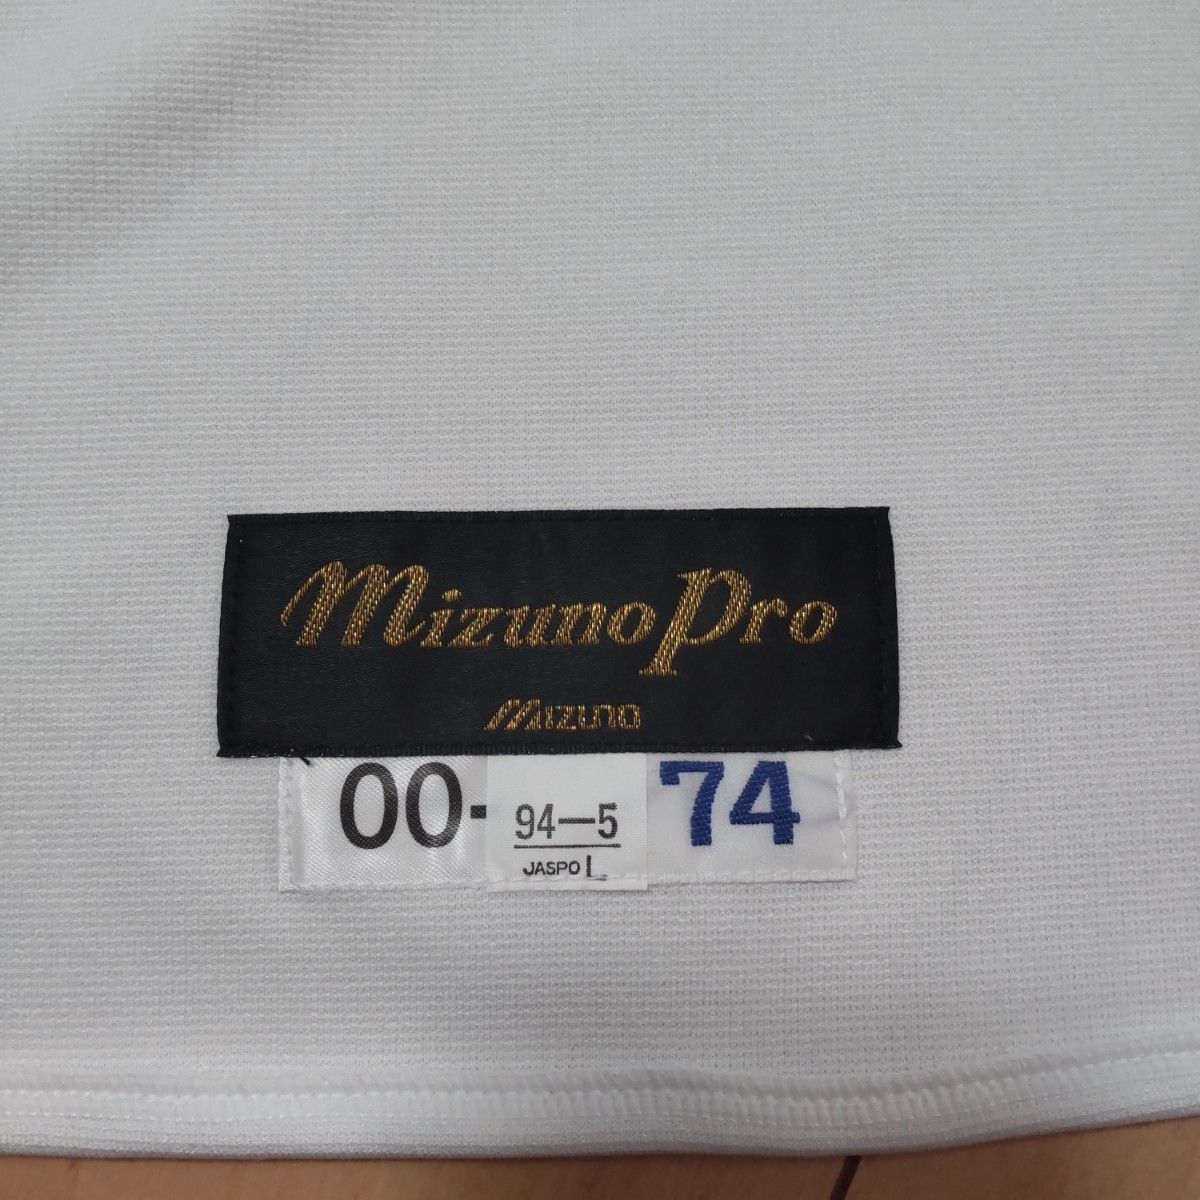 Mizuno Pro
Mizuno
00- 94-5 74
JASPO L